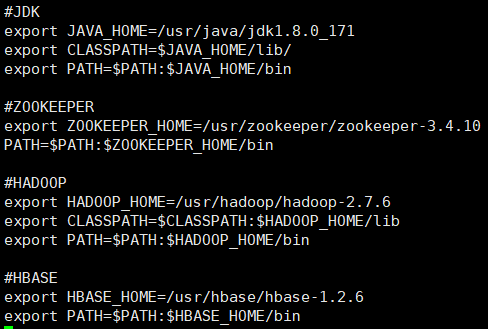 #JDK
export JAVA_HOME=/usr/java/jdk1.8.0_171
export CLASSPATH=$JAVA_HOME/lib/
export PATH=$PATH:$JAVA_HOME/bin
#ZOOKEEPER
export ZOOKEEPER_HOME=/usr/zookeeper/zookeeper-3.4.10
PATH=$PATH:$ZOOKEEPER_HOME/bin
#HADOOP
export HADOOP_HOME=/usr/hadoop/hadoop-2.7.6
export CLASSPATH=$CLASSPATH:$HADOOP_HOME/lib
export PATH=$PATH:$HADOOP_HOME/bin
#HBASE
export HBASE_HOME=/usr/hbase/hbase-1.2.6
export PATH=$PATH:$HBASE_HOME/bin